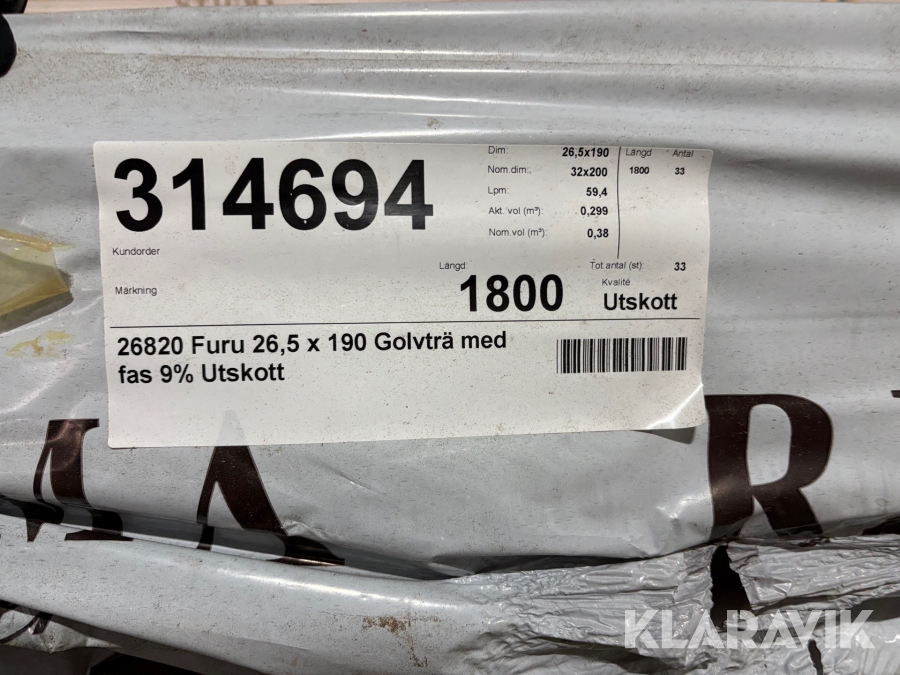 314694
Kundorder
Märkning
Dim: 26,5x190
Nom.dim: 32x200
Lpm: 59,4
Akt. vol (m³): 0,299
Nom.vol (m³): 0,38
Längd Antal
1800 33
Längd
1800
Tot antal (st): 33
Kvalité
Utskott
26820 Furu 26,5 x 190 Golvträ med
fas 9% Utskott
MA R
KLARAVIK